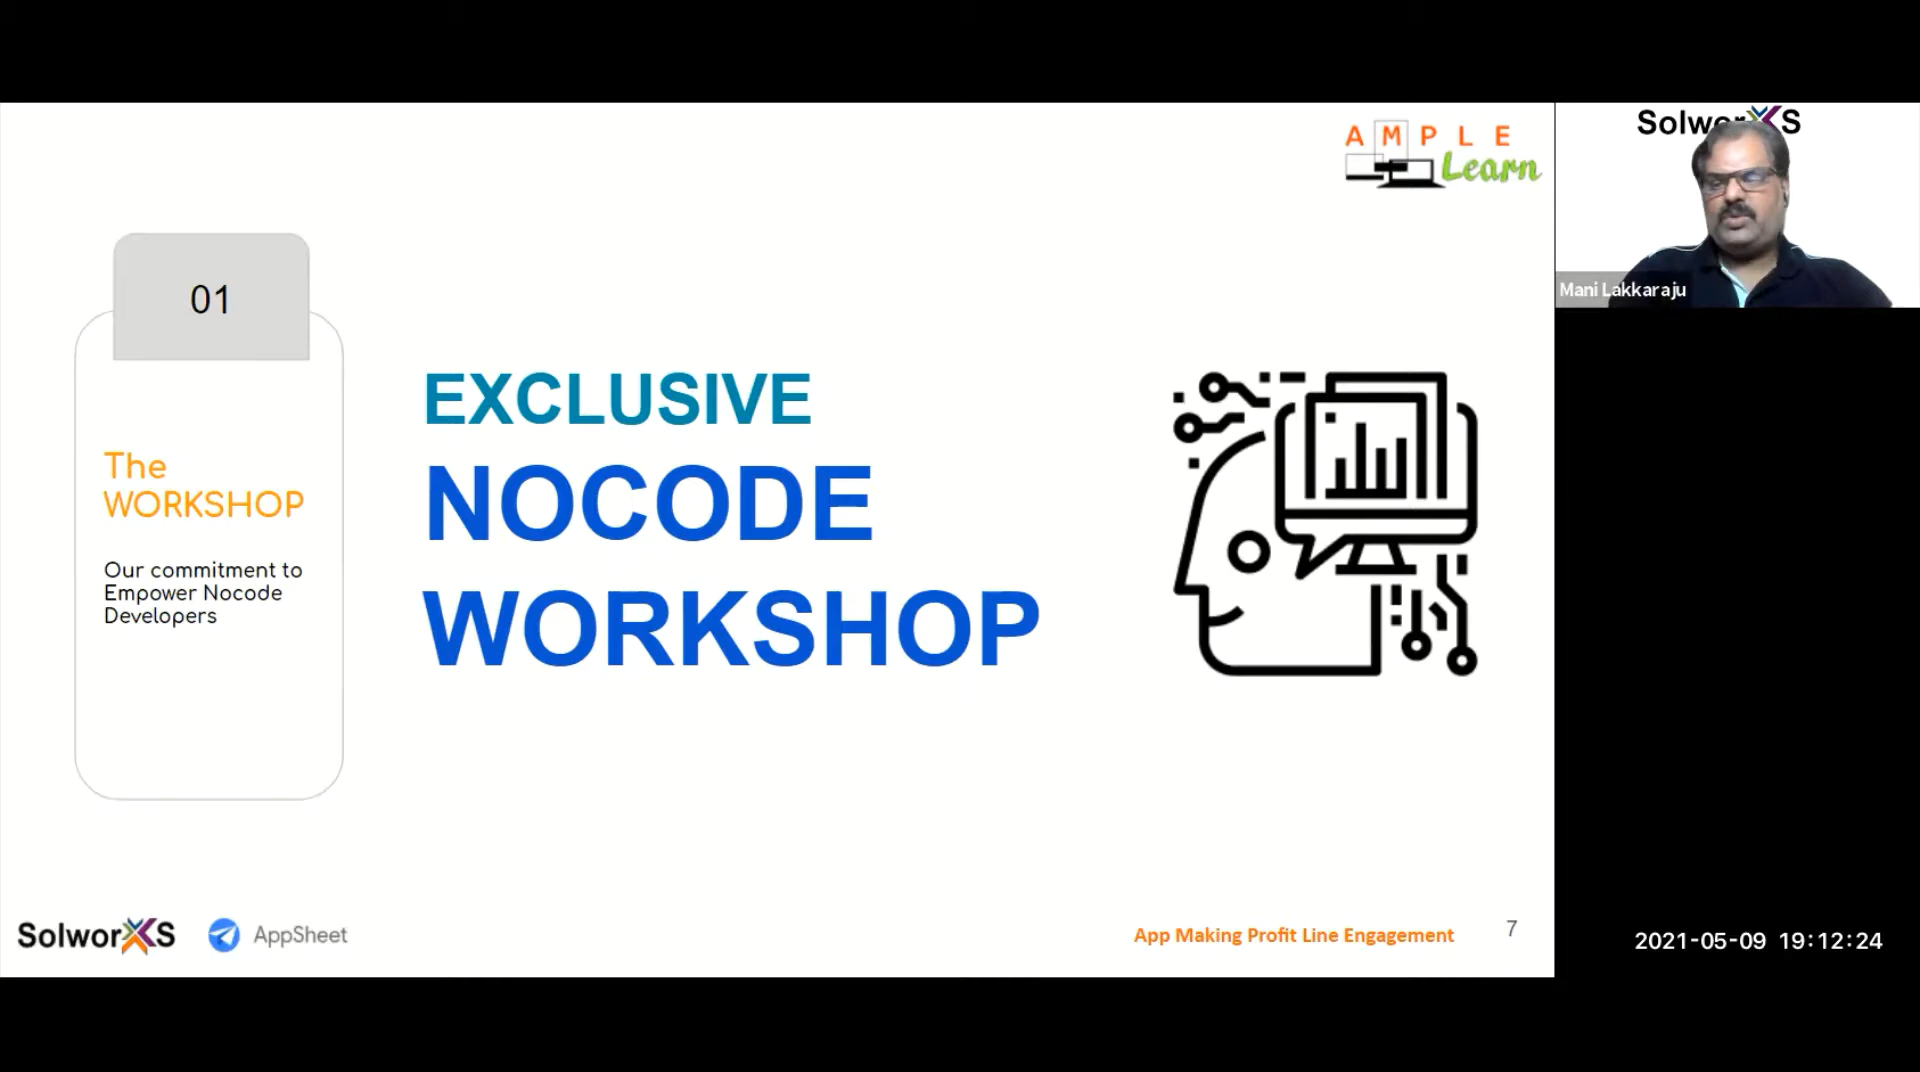 AMPLE
Learn
SolworXS
Mani Lakkaraju
01
The
WORKSHOP
Our commitment to
Empower Nocode
Developers
EXCLUSIVE
NOCODE
WORKSHOP
SolworXS
AppSheet
App Making Profit Line Engagement
7
2021-05-09 19:12:24